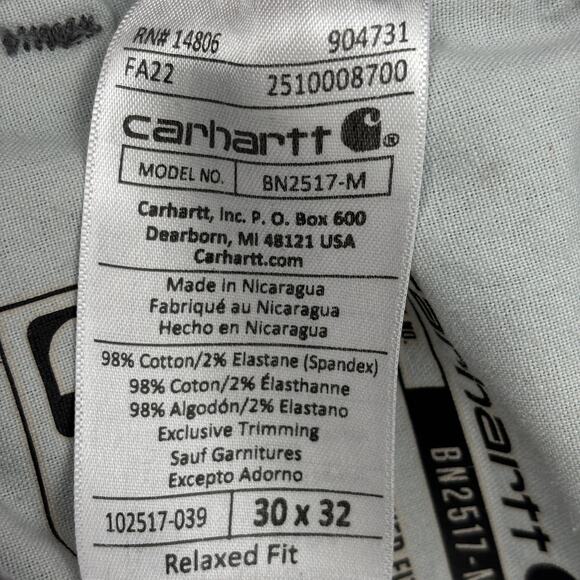 RN# 14806 904731
FA22 2510008700
carhartt
MODEL NO. BN2517-M
Carhartt, Inc. P. O. Box 600
Dearborn, MI 48121 USA
Carhartt.com
Made in Nicaragua
Fabriqué au Nicaragua
Hecho en Nicaragua
98% Cotton/2% Elastane (Spandex)
98% Coton/2% Élasthanne
98% Algodón/2% Elastano
Exclusive Trimming
Sauf Garnitures
Excepto Adorno
102517-039 30 x 32
Relaxed Fit